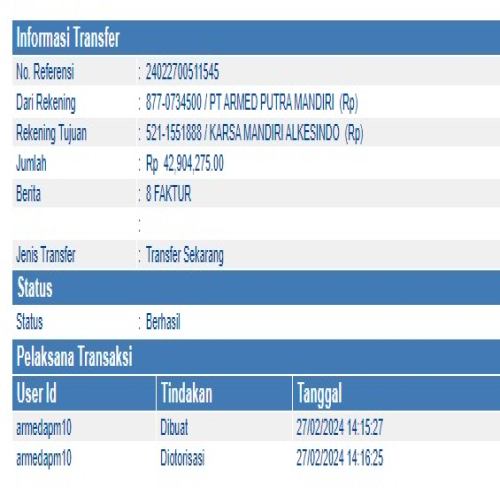 Informasi Transfer
No. Referensi : 24022700511545
Dari Rekening : 877-0734500 / PT ARMED PUTRA MANDIRI (Rp)
Rekening Tujuan : 521-1551888 / KARSA MANDIRI ALKESINDO (Rp)
Jumlah : Rp 42,904,275.00
Berita : 8 FAKTUR
:
Jenis Transfer : Transfer Sekarang
Status
Status : Berhasil
Pelaksana Transaksi
User Id Tindakan Tanggal
armedapm10 Dibuat 27/02/2024 14:15:27
armedapm10 Diotorisasi 27/02/2024 14:16:25